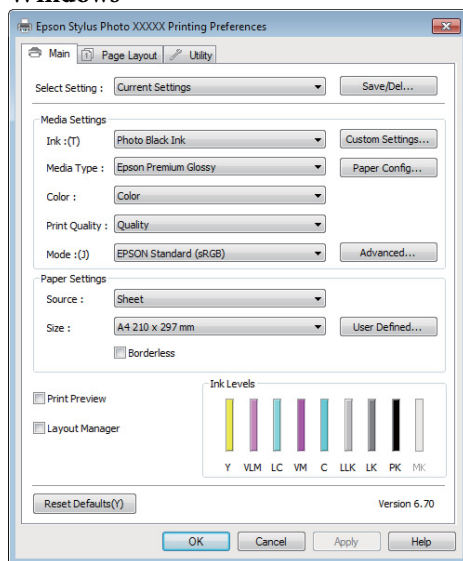 Windows
Epson Stylus Photo XXXXX Printing Preferences
Main Page Layout Utility
Select Setting : Current Settings Save/Del...
Media Settings
Ink :(T) Photo Black Ink Custom Settings...
Media Type : Epson Premium Glossy Paper Config...
Color : Color
Print Quality : Quality
Mode :(J) EPSON Standard (sRGB) Advanced...
Paper Settings
Source : Sheet
Size : A4 210 x 297 mm User Defined...
Borderless
Print Preview
Layout Manager
Ink Levels
Y VLM LC VM C LLK LK PK MK
Reset Defaults(Y) Version 6.70
OK Cancel Apply Help